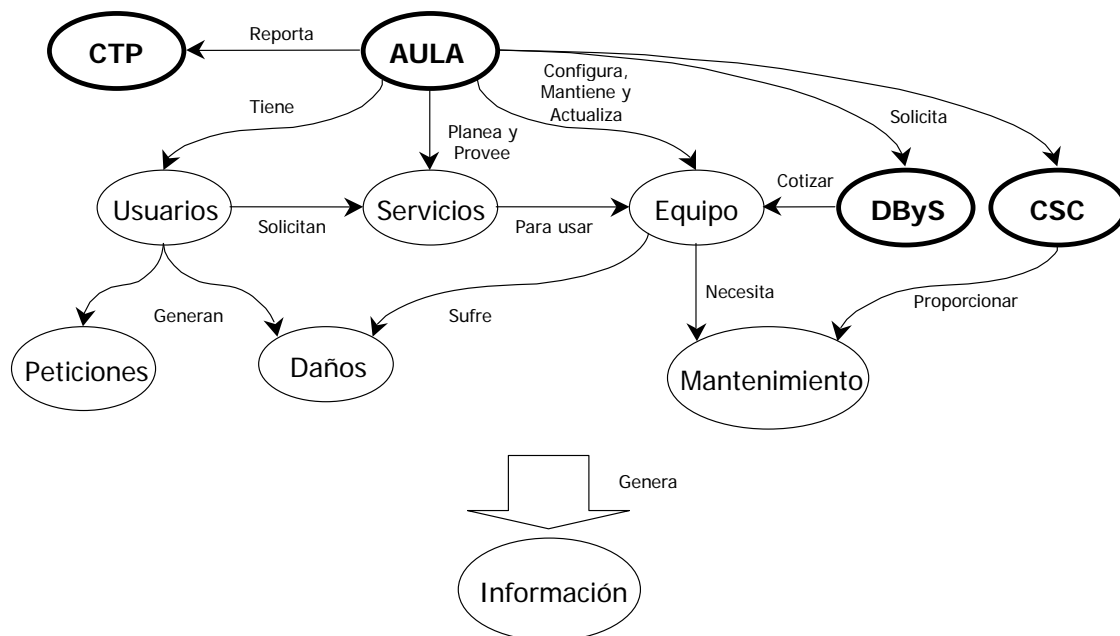 Reporta
CTP
AULA
Configura,
Mantiene y
Actualiza
Tiene
Planea y
Provee
Solicita
Cotizar
Usuarios
Solicitan
Servicios
Para usar
Equipo
DByS
CSC
Necesita
Proporcionar
Generan
Sufre
Peticiones
Daños
Mantenimiento
Genera
Información